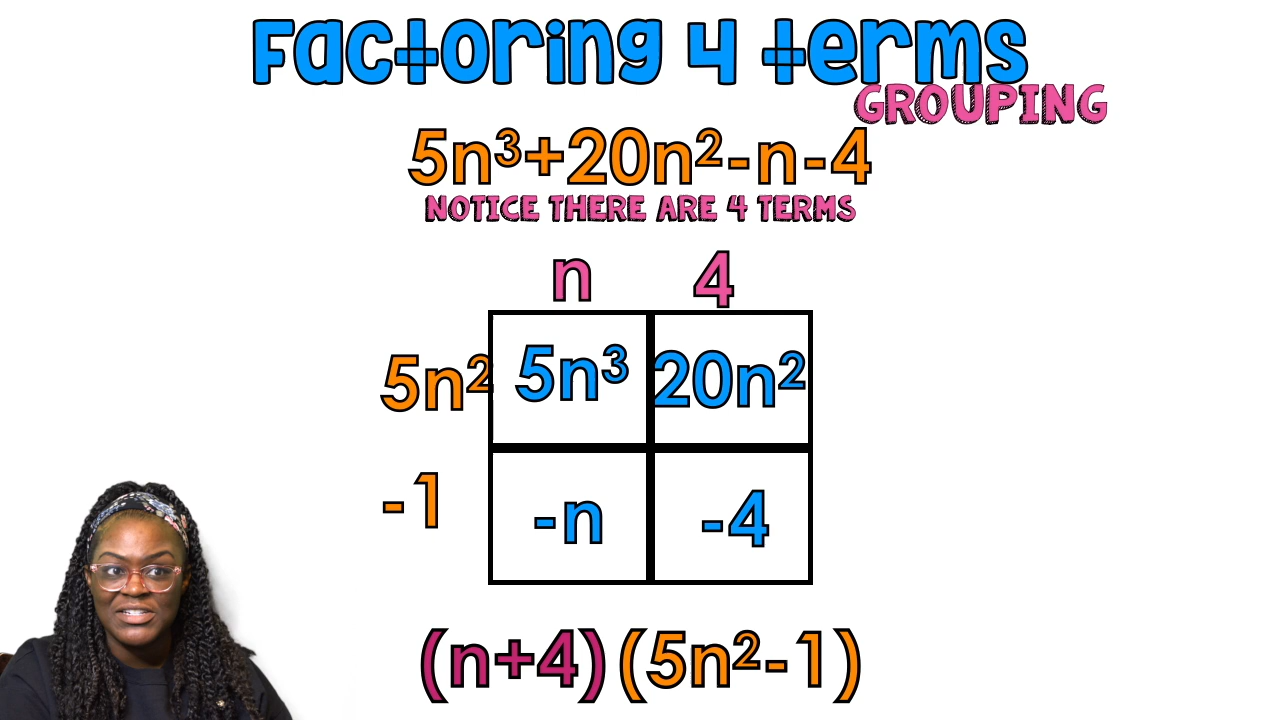 Factoring 4 terms
GROUPING
5n³+20n²-n-4
NOTICE THERE ARE 4 TERMS
n 4
5n² 5n³ 20n²
-1 -n -4
(n+4)(5n²-1)